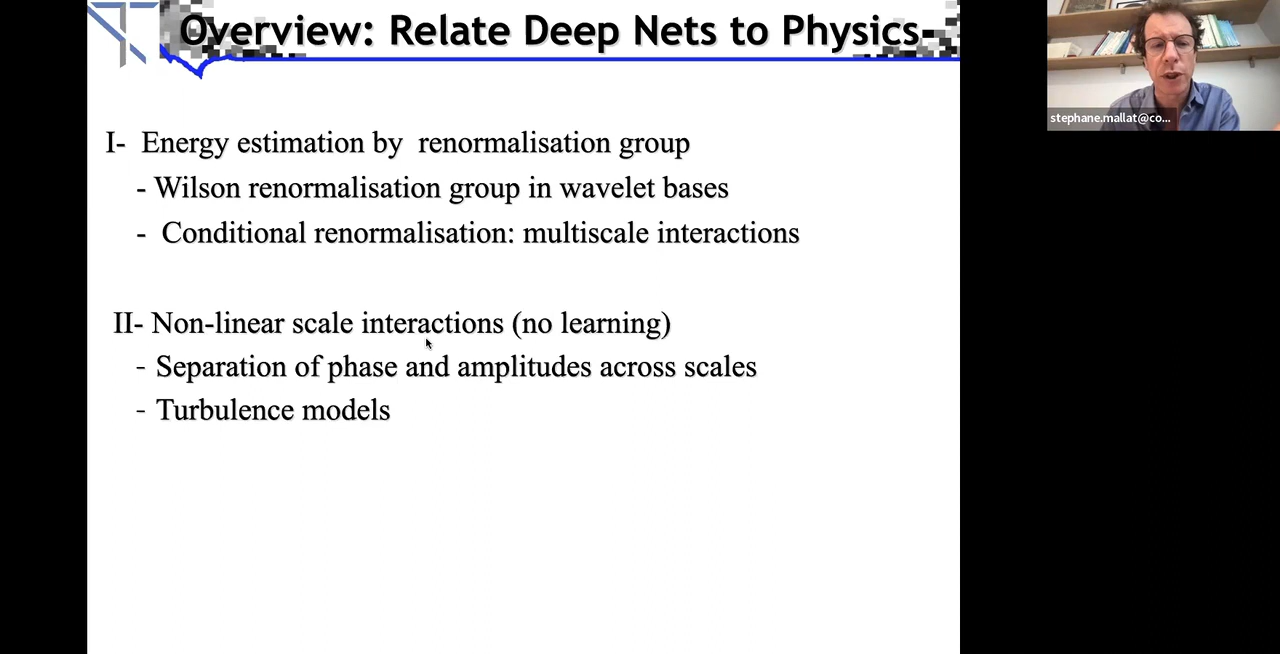 Overview: Relate Deep Nets to Physics-
stephane.mallat@co...
I- Energy estimation by renormalisation group
- Wilson renormalisation group in wavelet bases
- Conditional renormalisation: multiscale interactions
II- Non-linear scale interactions (no learning)
- Separation of phase and amplitudes across scales
- Turbulence models